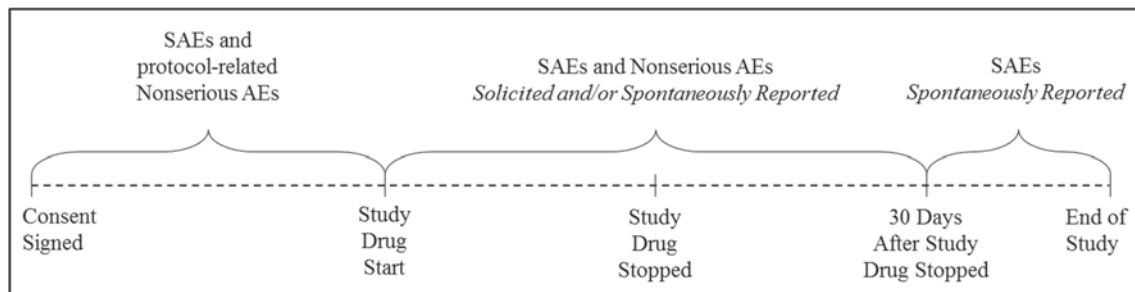 SAEs and
protocol-related
Nonserious AEs
SAEs and Nonserious AEs
Solicited and/or Spontaneously Reported
SAEs
Spontaneously Reported
Consent
Signed
Study
Drug
Start
Study
Drug
Stopped
30 Days
After Study
Drug Stopped
End of
Study